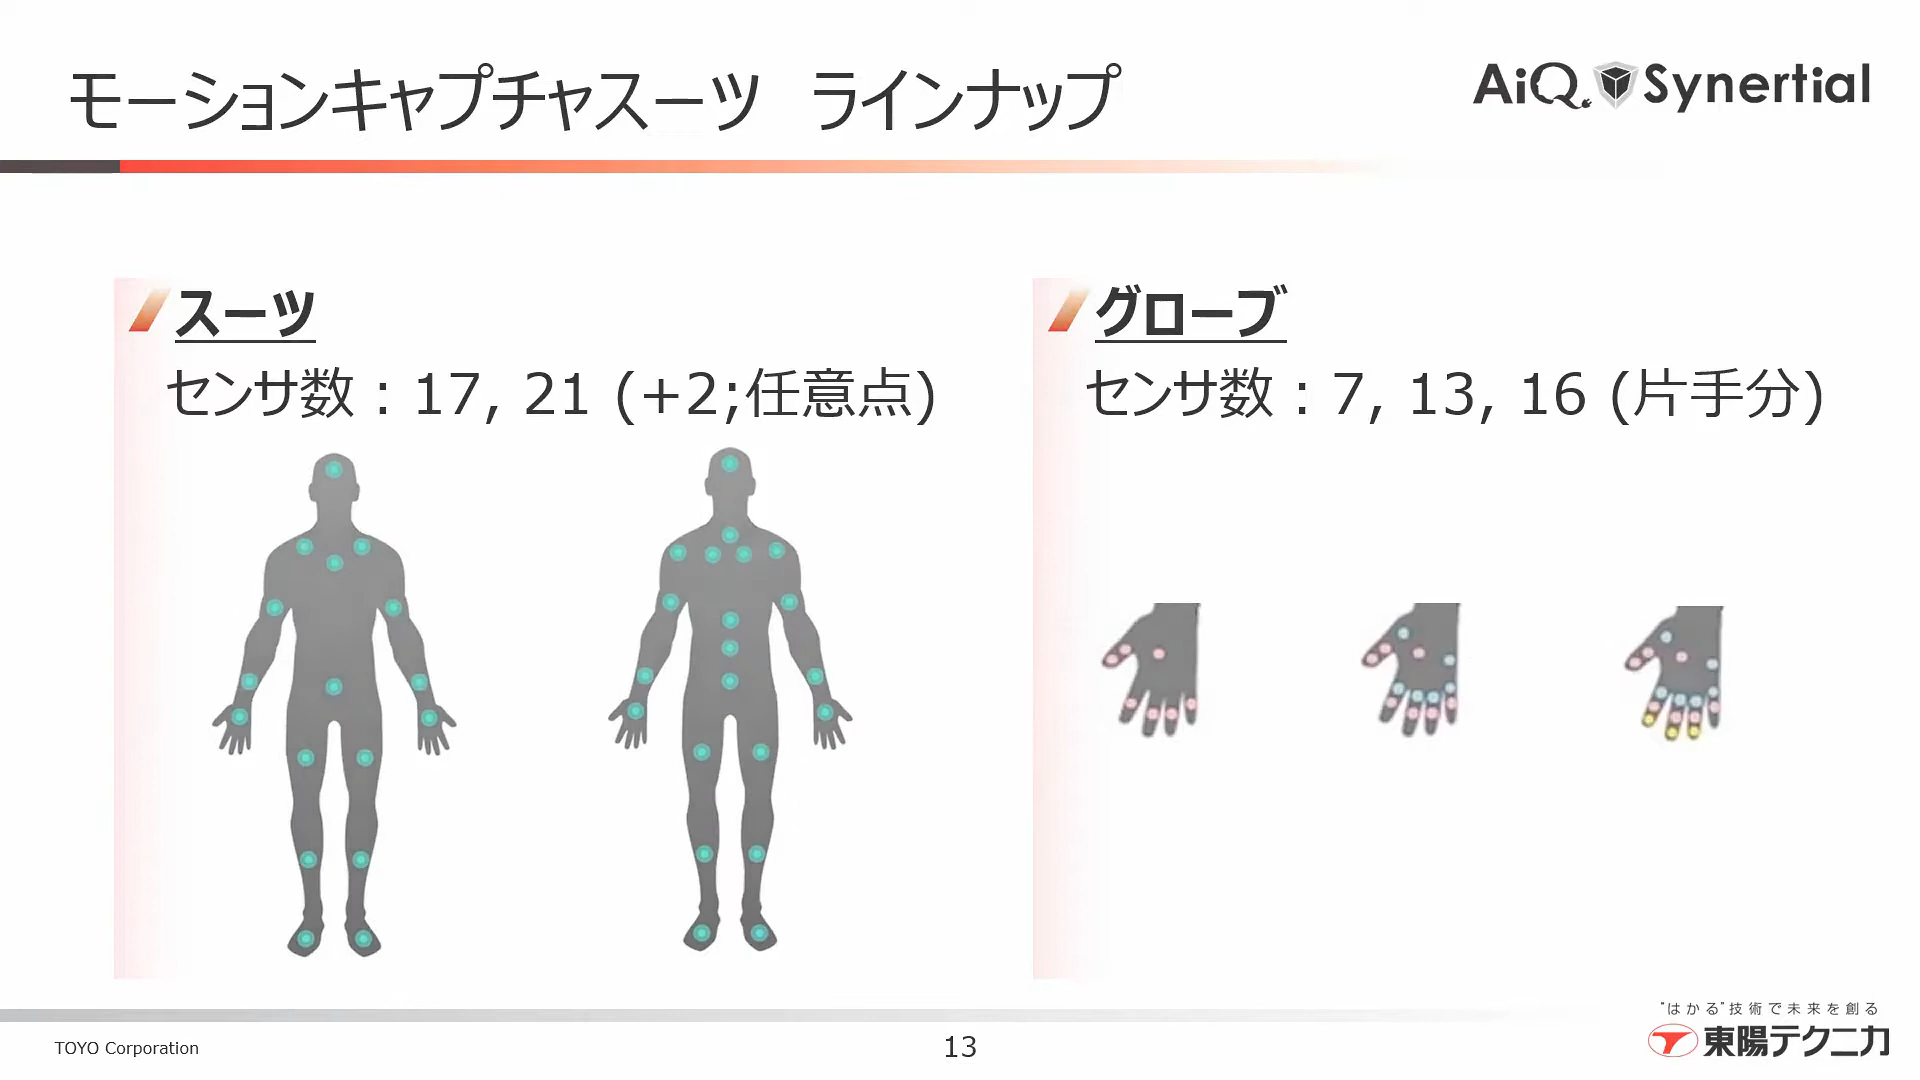 モーションキャプチャスーツ　ラインナップ
AiQ Synertial
スーツ
センサ数：17, 21 (+2;任意点)
グローブ
センサ数：7, 13, 16 (片手分)
TOYO Corporation
13
"はかる"技術で未来を創る
東陽テクニカ